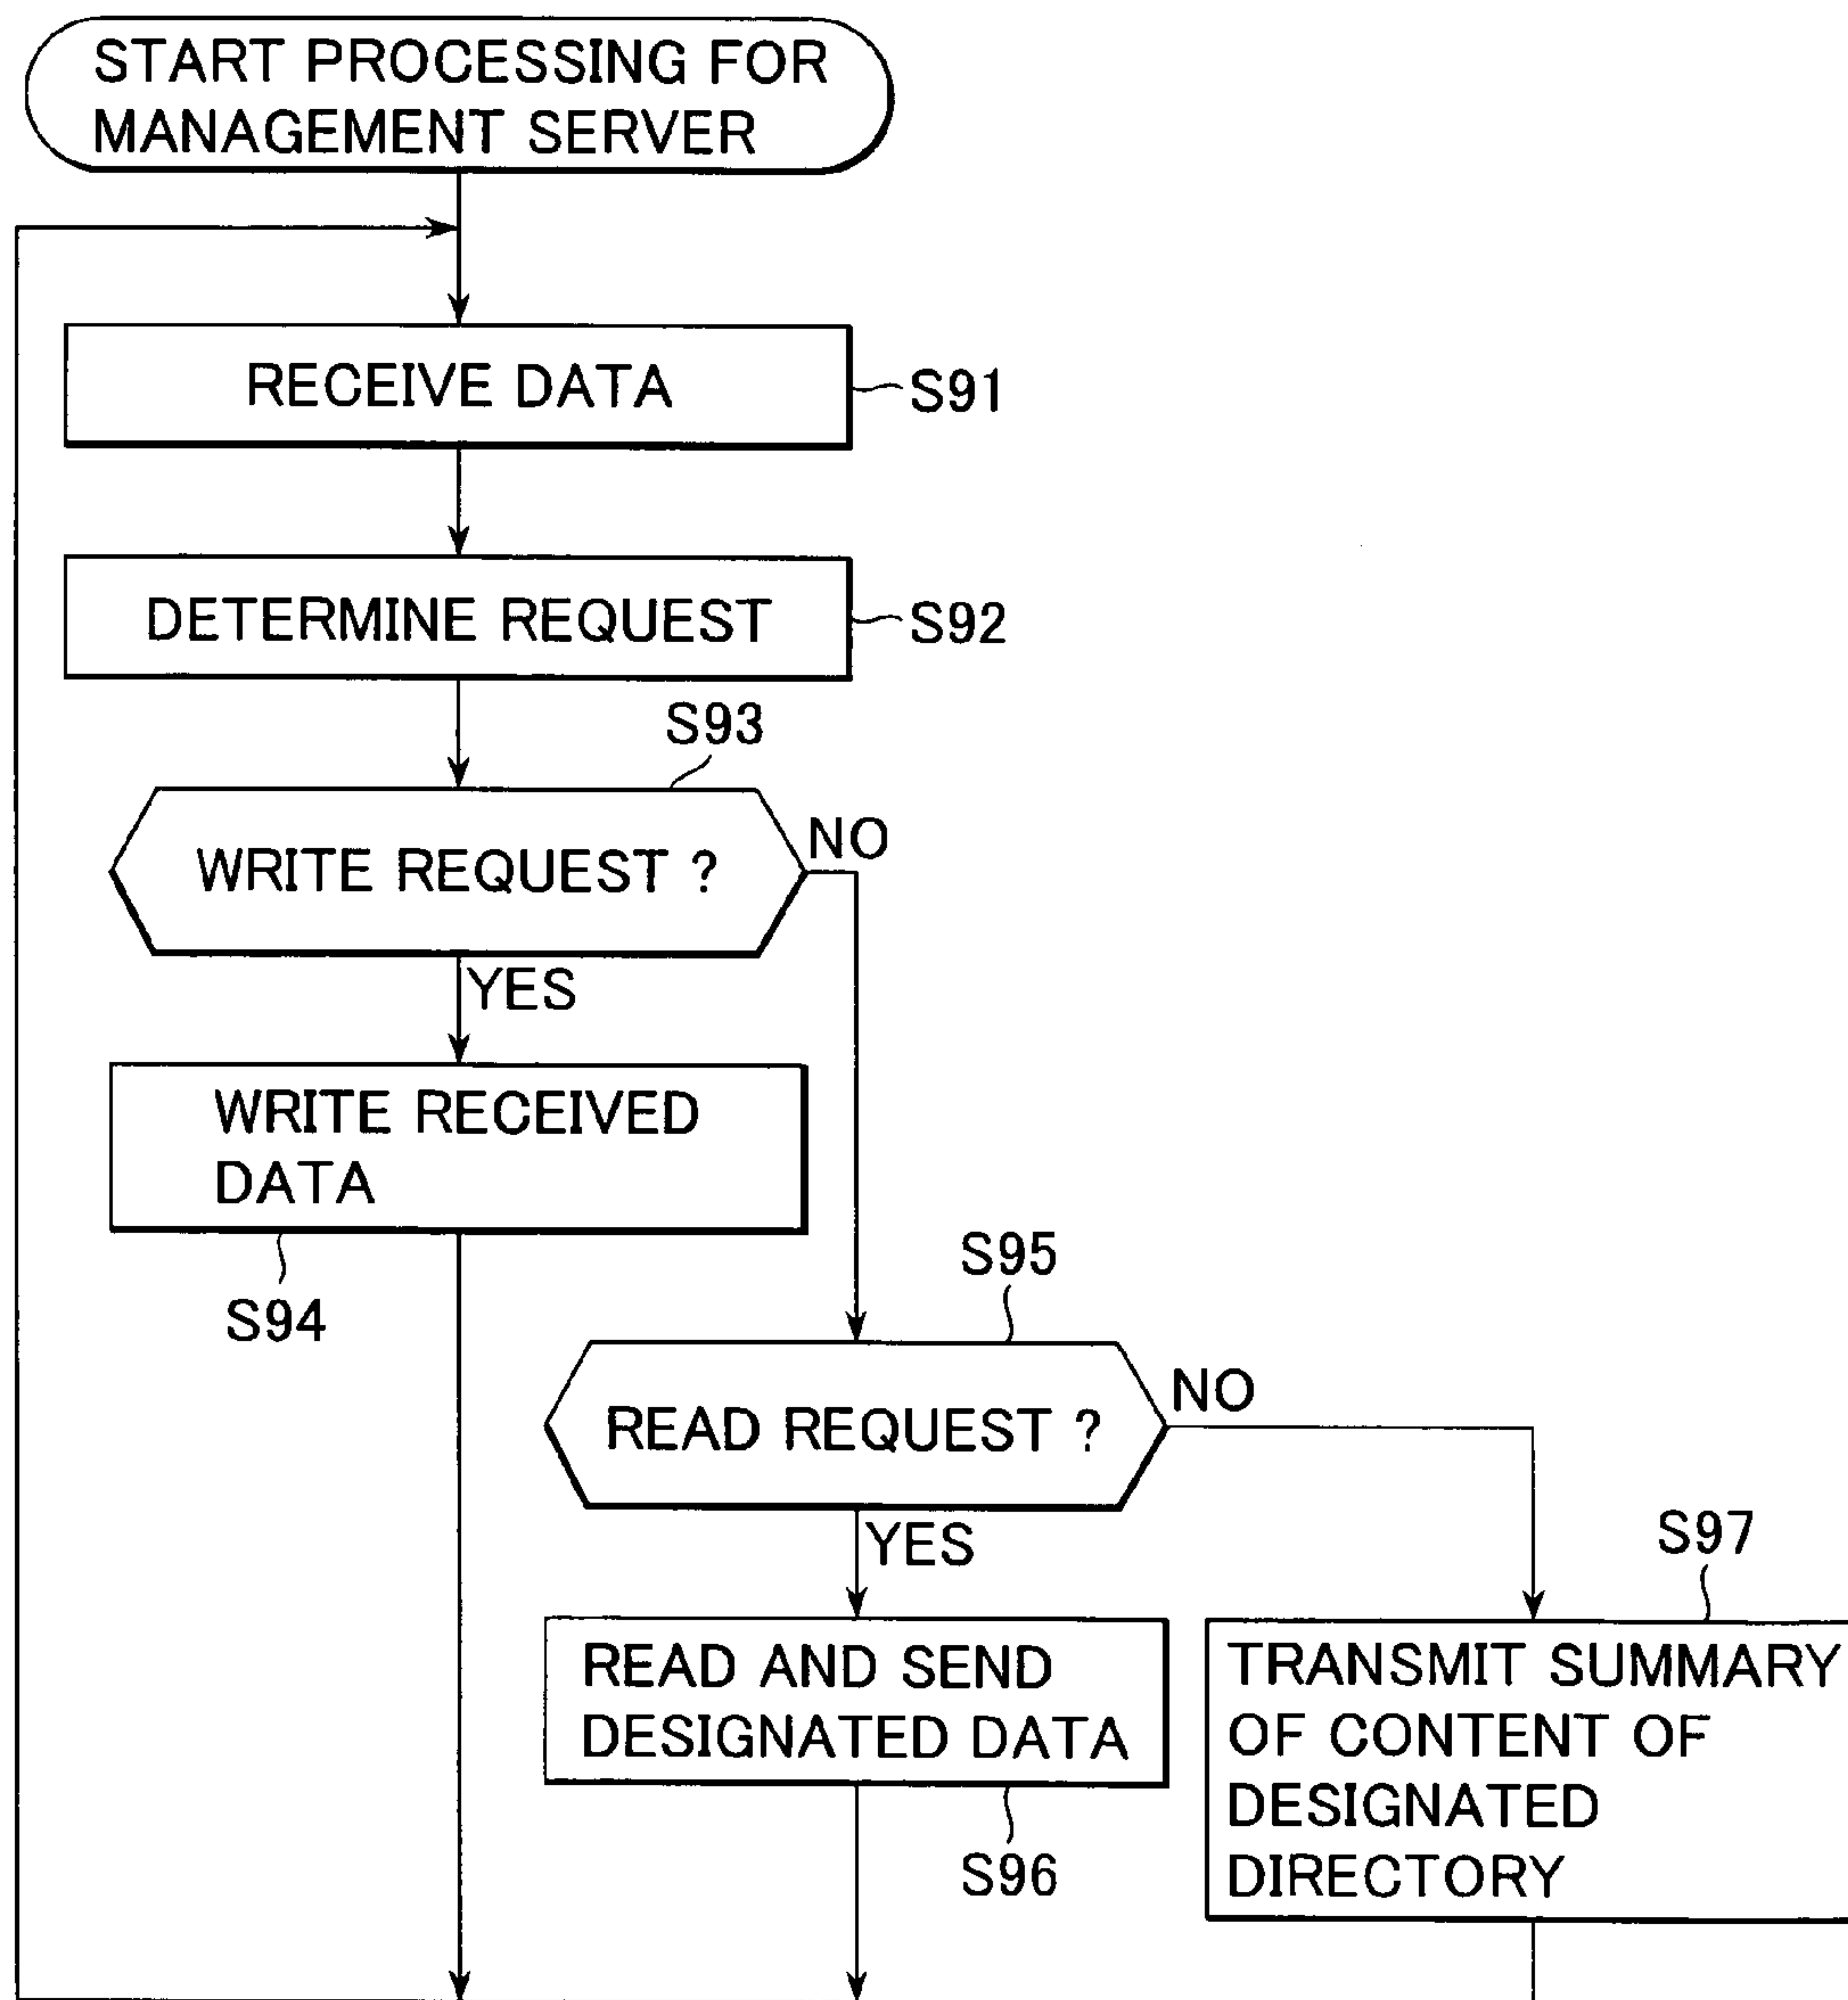 START PROCESSING FOR
MANAGEMENT SERVER
RECEIVE DATA
S91
DETERMINE REQUEST
S92
S93
WRITE REQUEST ?
NO
YES
WRITE RECEIVED
DATA
S94
S95
READ REQUEST ?
NO
YES
S97
READ AND SEND
DESIGNATED DATA
S96
TRANSMIT SUMMARY
OF CONTENT OF
DESIGNATED
DIRECTORY